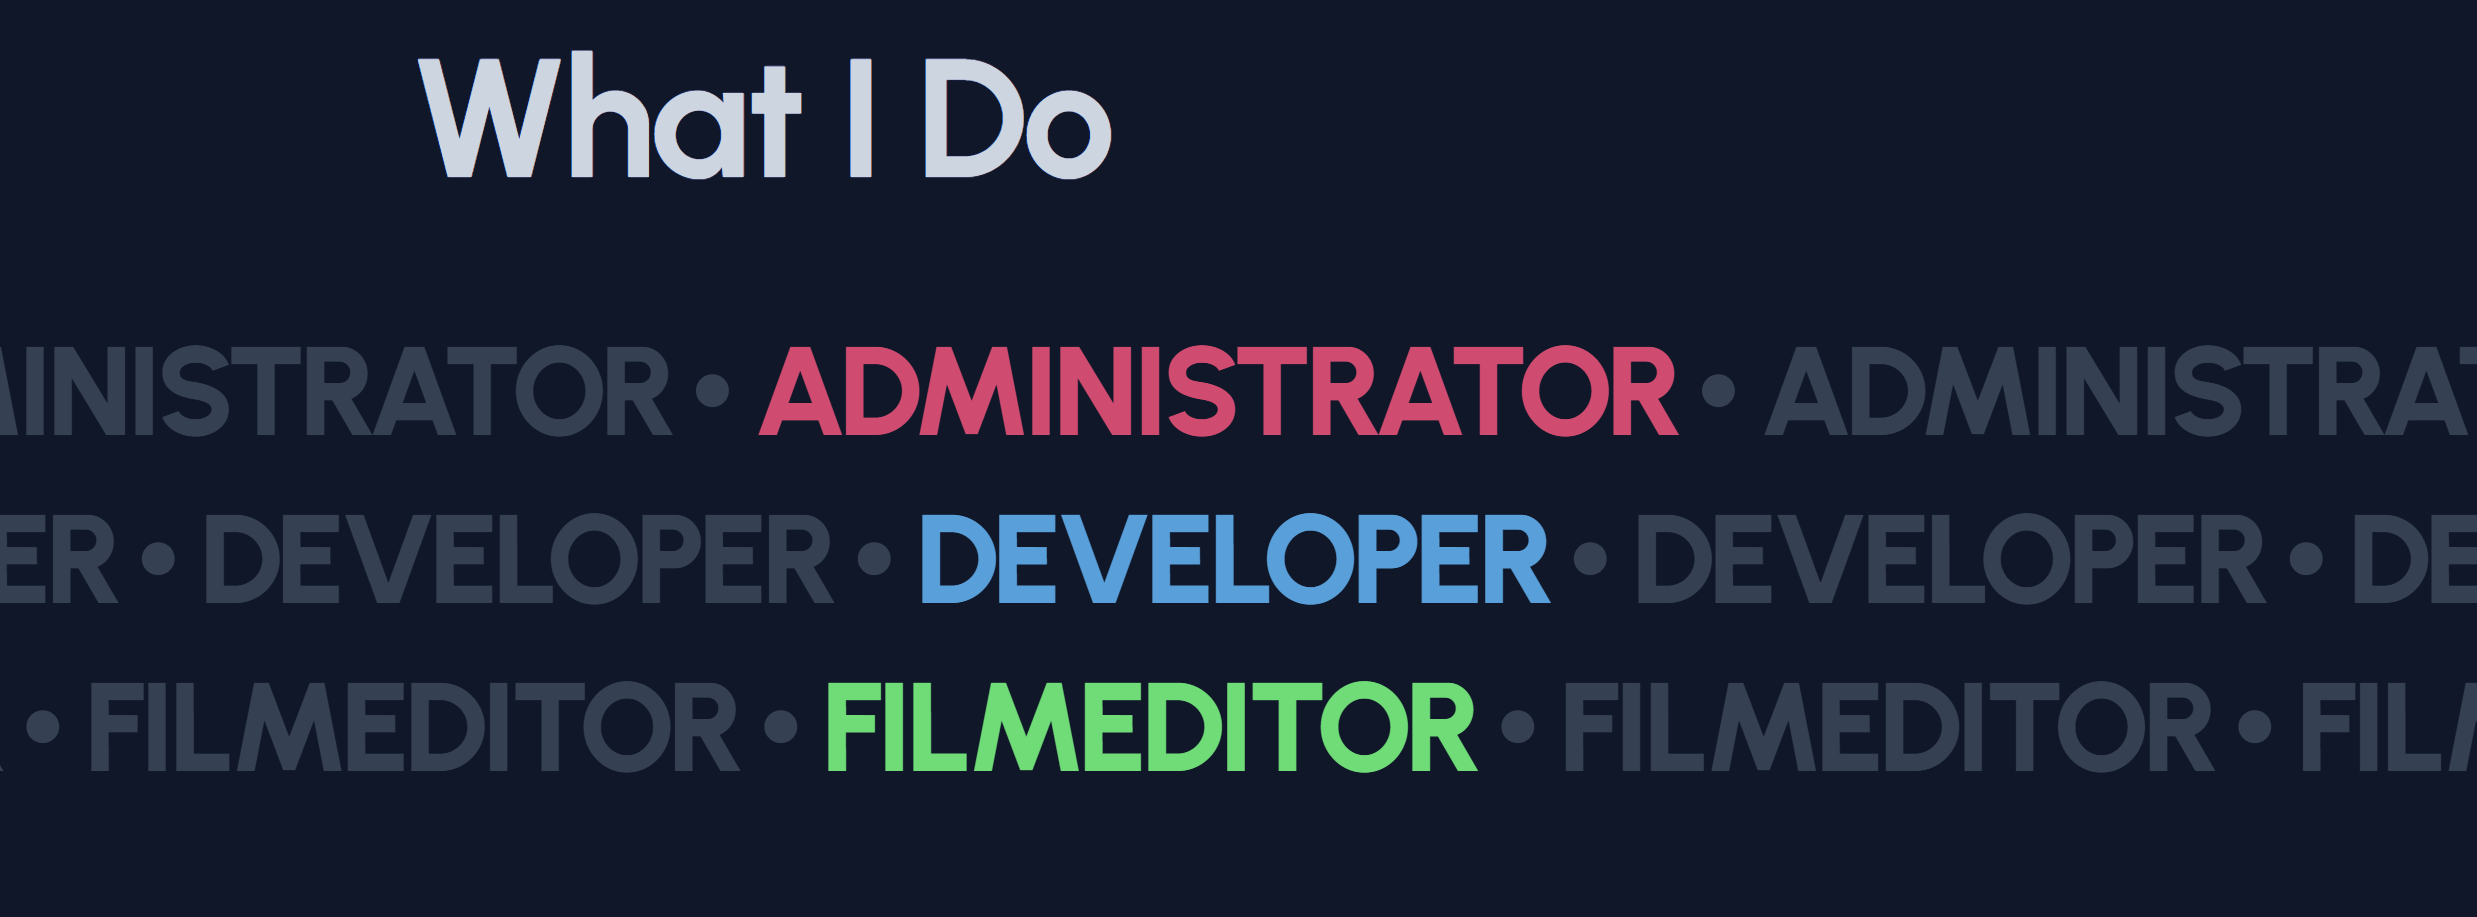 What I Do
INISTRATOR • ADMINISTRATOR • ADMINISTRAT
ER • DEVELOPER • DEVELOPER • DEVELOPER • DE
• FILMEDITOR • FILMEDITOR • FILMEDITOR • FIL